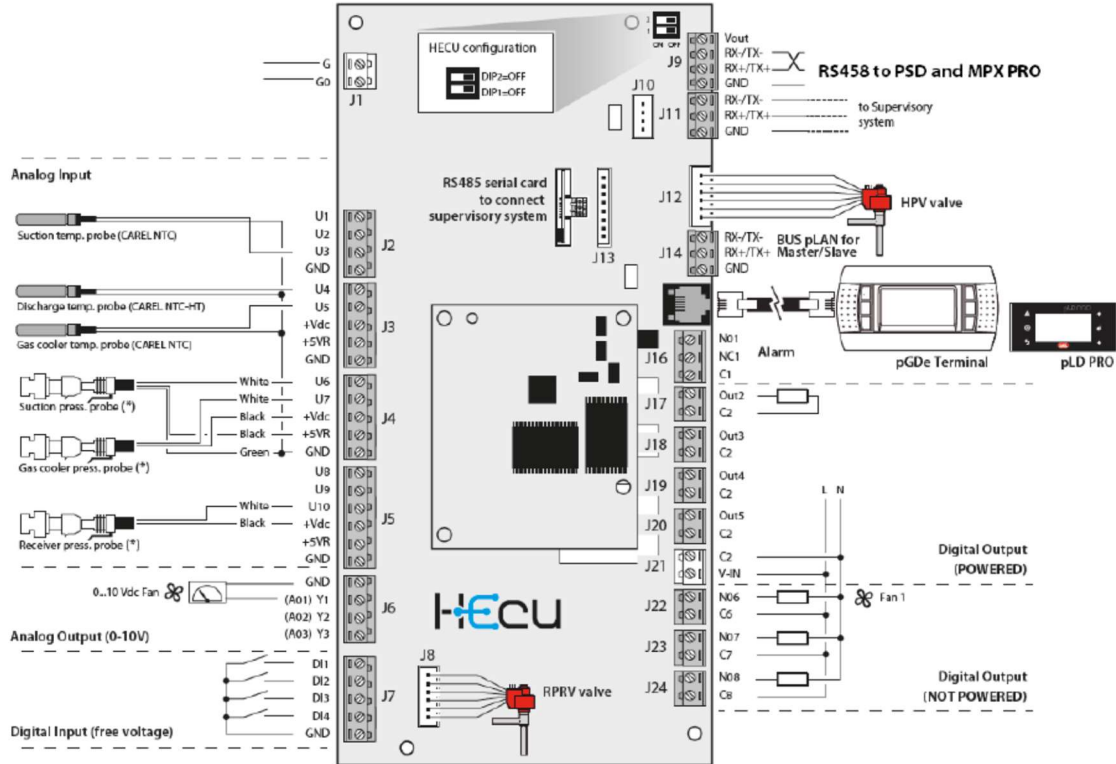 HECU configuration
DIP2=OFF
DIP1=OFF
2
1
ON OFF
G
G0
J1
Analog Input
Suction temp. probe (CAREL NTC)
Discharge temp. probe (CAREL NTC-HT)
Gas cooler temp. probe (CAREL NTC)
Suction press. probe (*)
Gas cooler press. probe (*)
Receiver press. probe (*)
U1
U2
U3
GND
J2
U4
U5
+Vdc
+5VR
GND
J3
White U6
White U7
Black +Vdc
Black +5VR
Green GND
J4
U8
U9
White U10
Black +Vdc
+5VR
GND
J5
0...10 Vdc Fan
GND
(A01) Y1
(A02) Y2
(A03) Y3
J6
Analog Output (0-10V)
DI1
DI2
DI3
DI4
GND
J7
Digital Input (free voltage)
J8
RPRV valve
HECU
RS485 serial card
to connect
supervisory system
J10
J13
J9
Vout
RX-/TX-
RX+/TX+
GND
RS458 to PSD and MPX PRO
J11
RX-/TX-
RX+/TX+
GND
to Supervisory
system
J12
HPV valve
J14
RX-/TX-
RX+/TX+
GND
BUS pLAN for
Master/Slave
pGDe Terminal
pLD PRO
J16
NO1
NC1
C1
Alarm
J17
Out2
C2
J18
Out3
C2
J19
Out4
C2
J20
Out5
C2
J21
C2
V-IN
L N
Digital Output
(POWERED)
J22
N06
C6
Fan 1
J23
N07
C7
J24
N08
C8
Digital Output
(NOT POWERED)